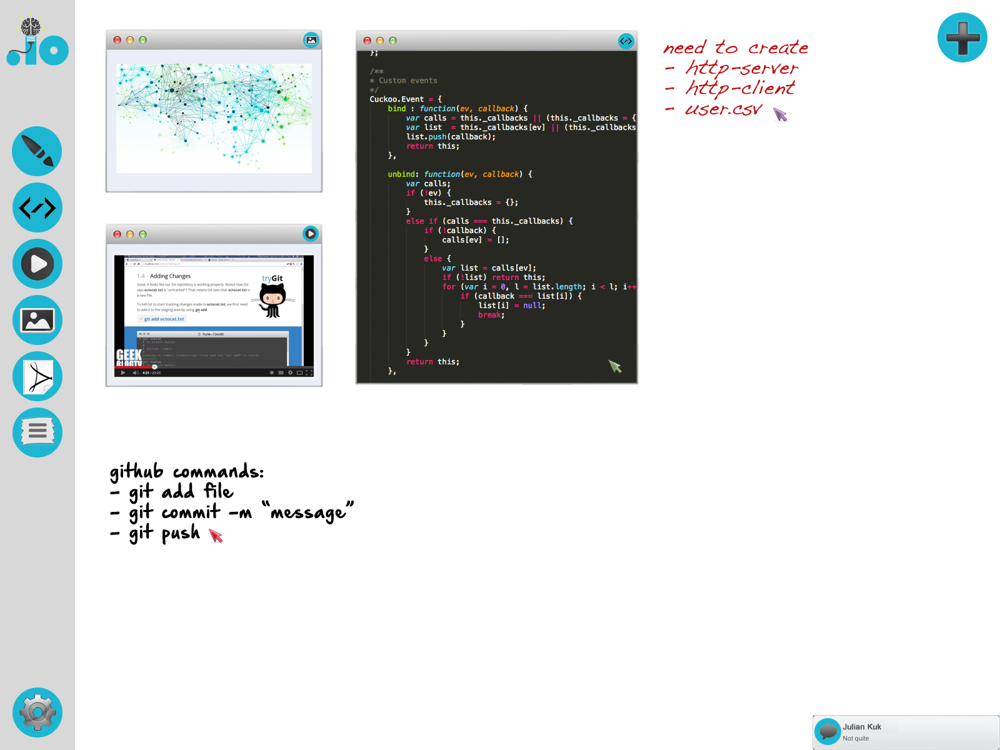 .io
};
/**
* Custom events
*/
Cuckoo.Event = {
bind : function(ev, callback) {
var calls = this._callbacks || (this._callbacks = {
var list = this._callbacks[ev] || (this._callbacks
list.push(callback);
return this;
},
unbind: function(ev, callback) {
var calls;
if (!ev) {
this._callbacks = {};
}
else if (calls === this._callbacks) {
if (!callback) {
calls[ev] = [];
}
else {
var list = calls[ev];
if (!list) return this;
for (var i = 0, l = list.length; i < l; i++
if (callback === list[i]) {
list[i] = null;
break;
}
}
}
}
return this;
},
need to create
- http-server
- http-client
- user.csv
1.4 - Adding Changes
Good, it looks like our Git repository is working properly. Notice how Git
says octocat.txt is "untracked"? That means Git sees that octocat.txt is
a new file.
To tell Git to start tracking changes made to octocat.txt, we first need
to add it to the staging area by using git add.
git add octocat.txt
tryGit
TryGit—724x300
GEEK
BLOGTV
4:31 / 23:20
github commands:
- git add file
- git commit -m “message”
- git push
Julian Kuk
Not quite